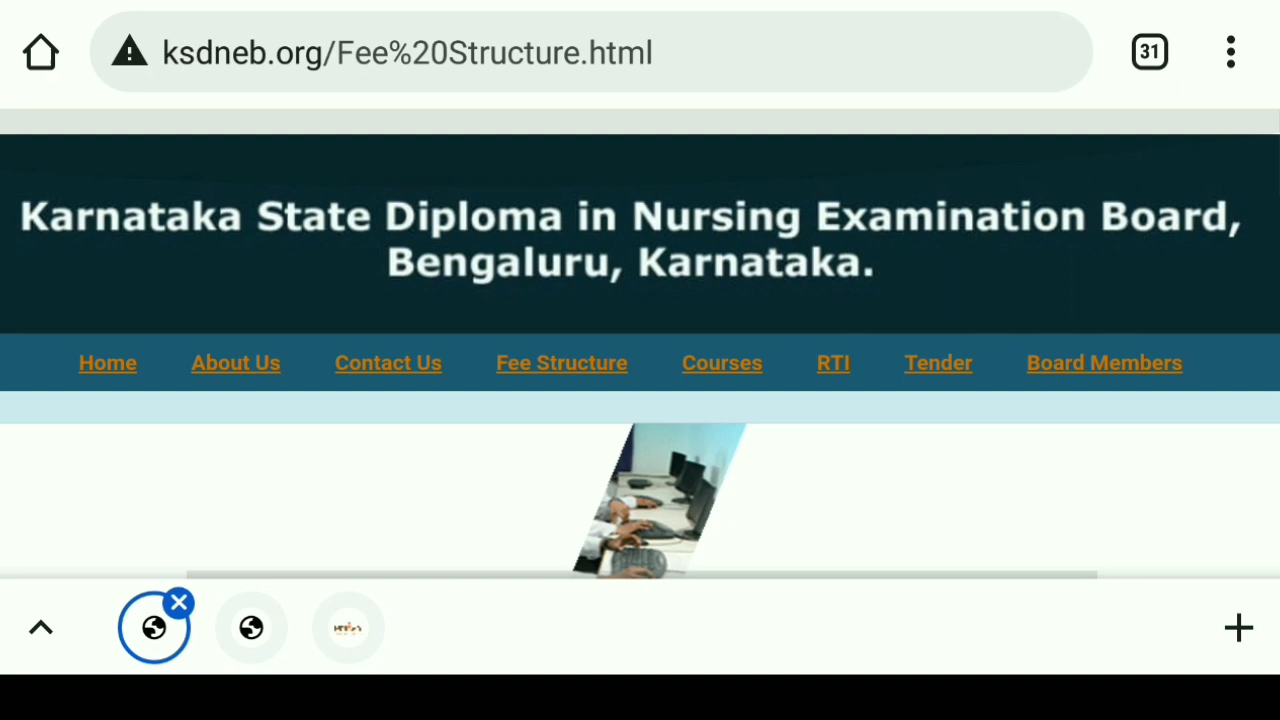 ksdneb.org/Fee%20Structure.html
31
Karnataka State Diploma in Nursing Examination Board,
Bengaluru, Karnataka.
Home About Us Contact Us Fee Structure Courses RTI Tender Board Members